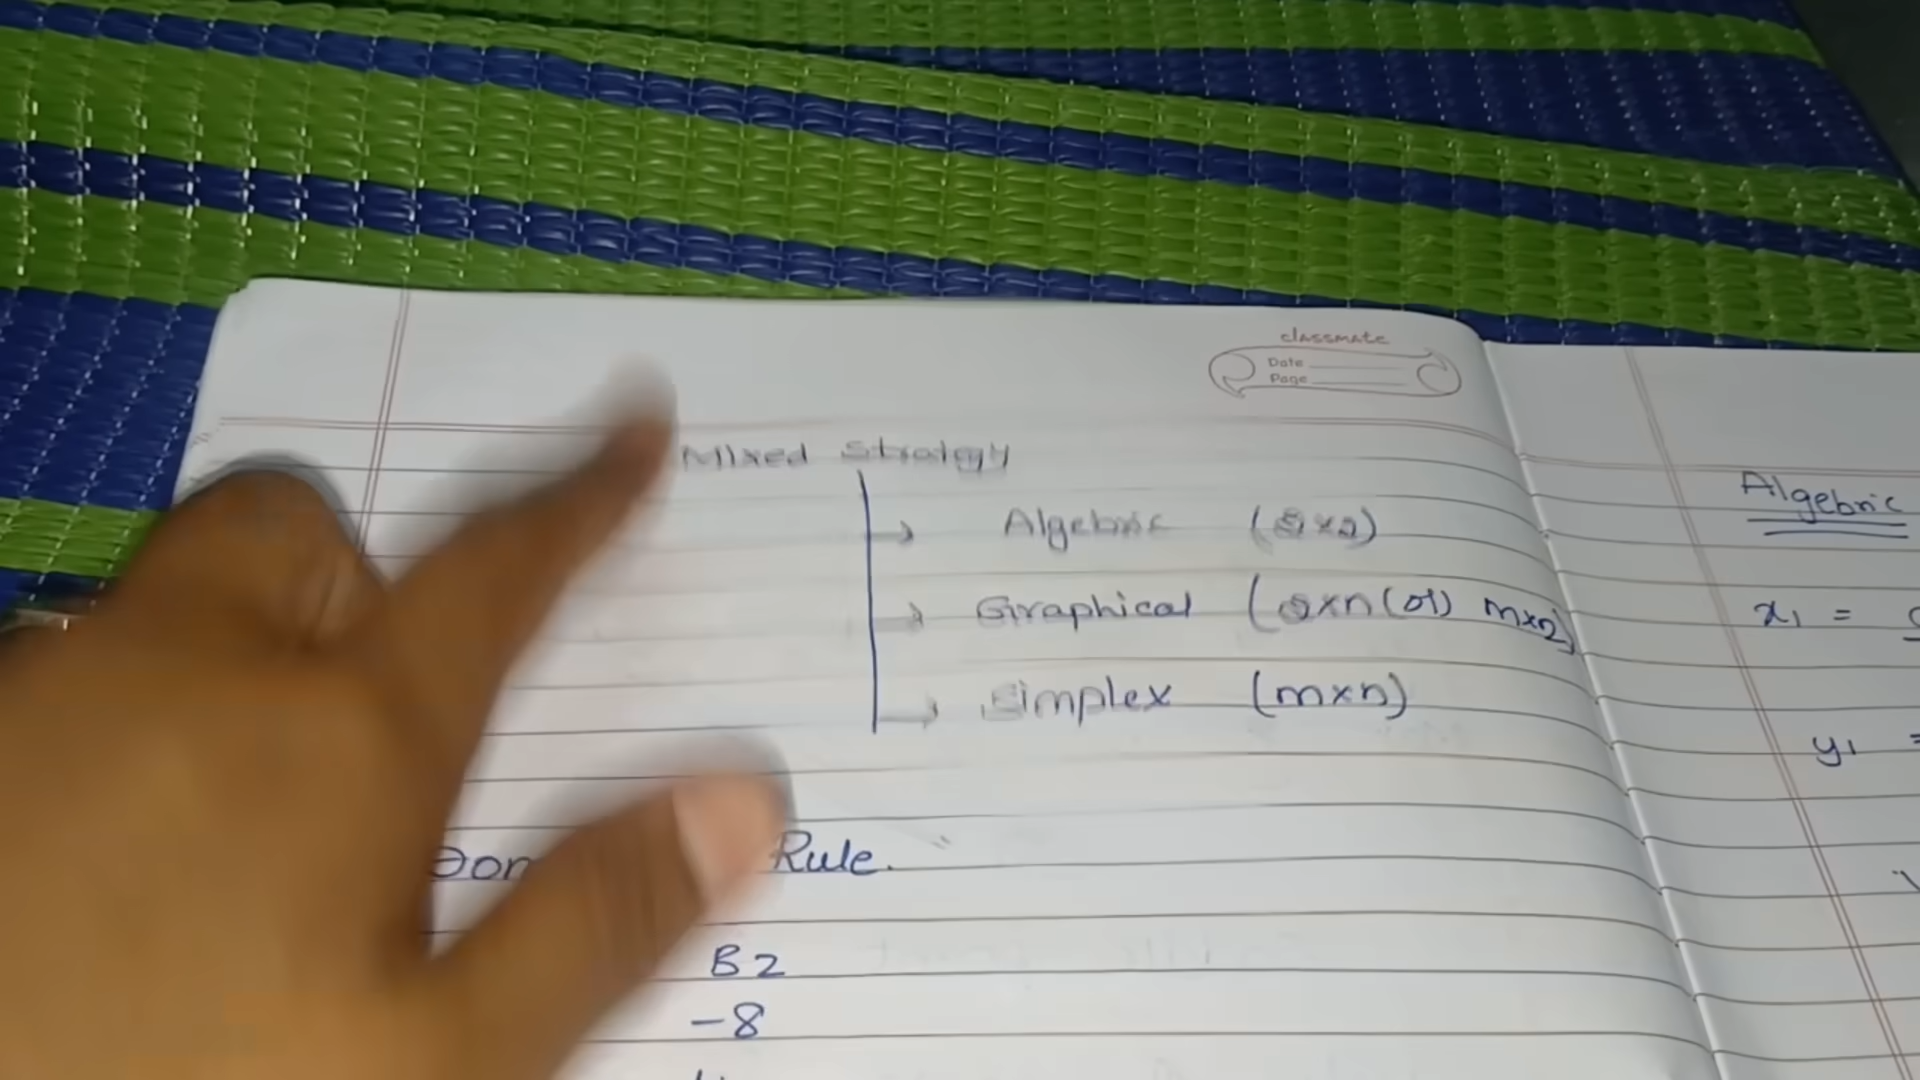 classmate
Date
Page
Mixed Strategy
Algebric (2x2)
Graphical (2xn (or) mx2)
Simplex (mxn)
Rule.
B2
-8
Algebric
x1 =
y1 =